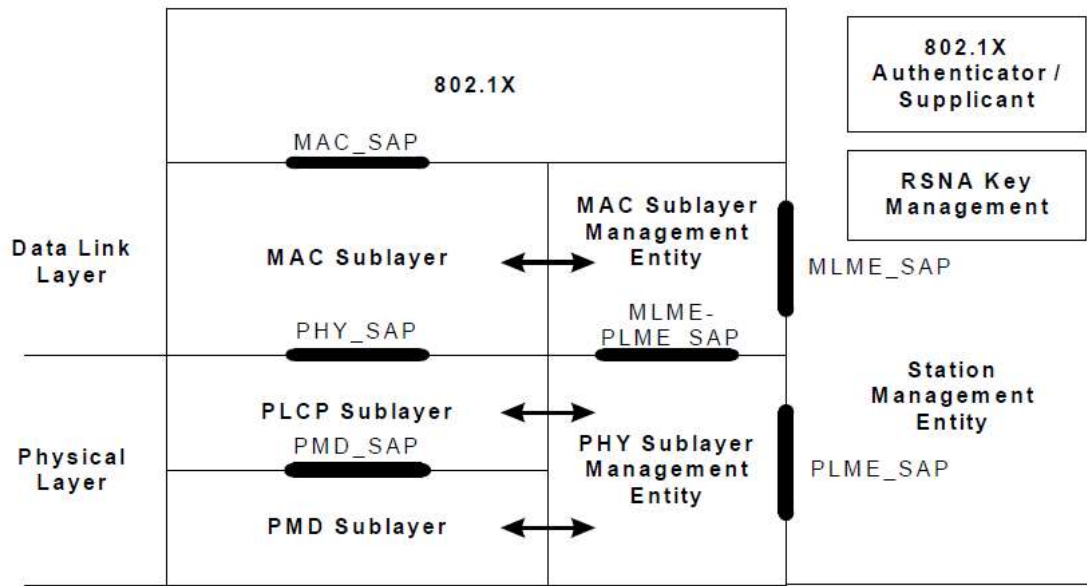 802.1X
802.1X
Authenticator /
Supplicant
MAC_SAP
RSNA Key
Management
Data Link
Layer
MAC Sublayer
MAC Sublayer
Management
Entity
MLME_SAP
PHY_SAP
MLME-
PLME_SAP
Station
Management
Entity
PLCP Sublayer
PMD_SAP
Physical
Layer
PHY Sublayer
Management
Entity
PLME_SAP
PMD Sublayer